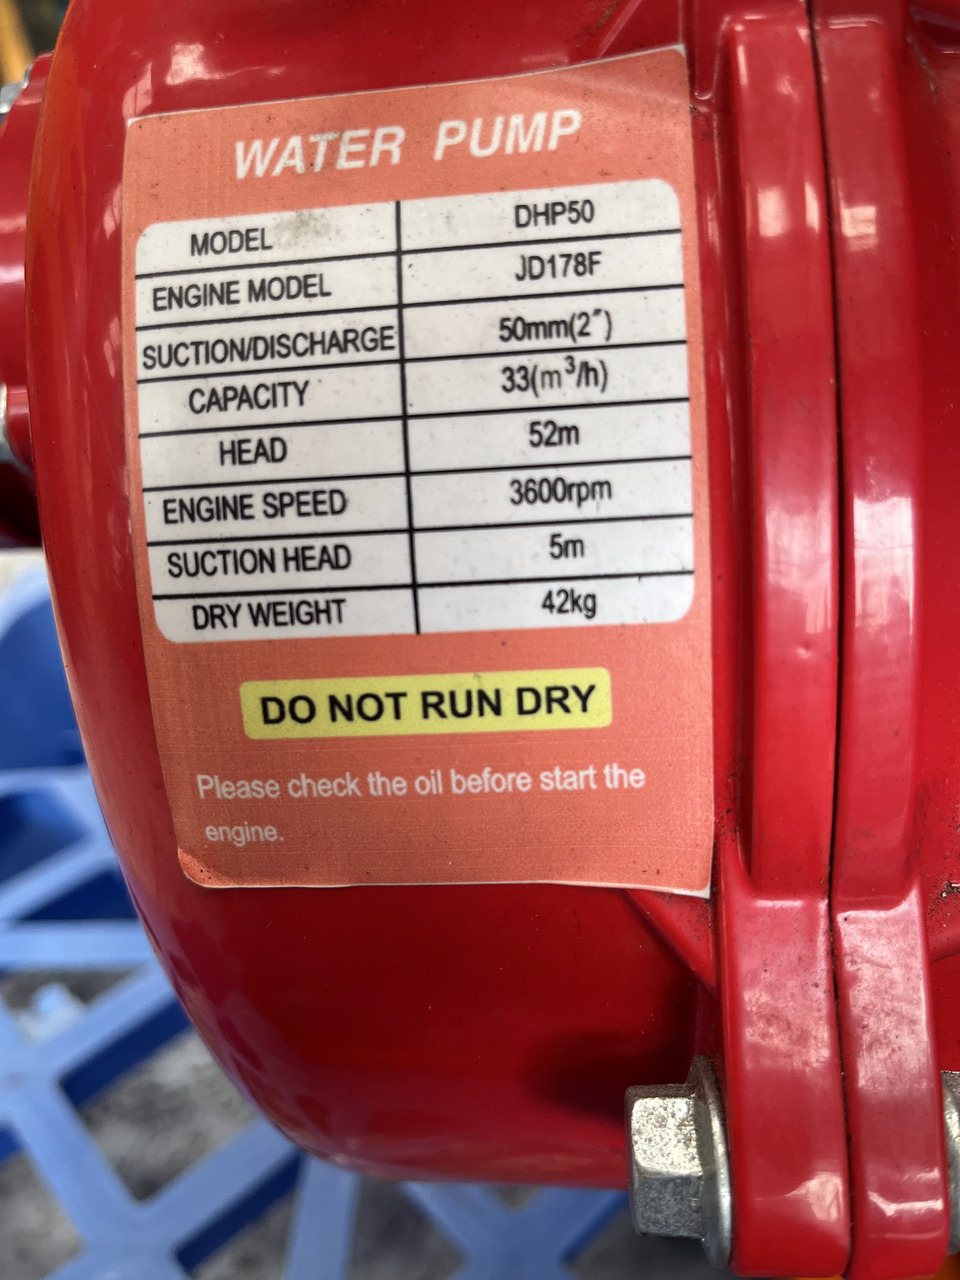 WATER PUMP
MODEL DHP50
ENGINE MODEL JD178F
SUCTION/DISCHARGE 50mm(2″)
CAPACITY 33(m³/h)
HEAD 52m
ENGINE SPEED 3600rpm
SUCTION HEAD 5m
DRY WEIGHT 42kg
DO NOT RUN DRY
Please check the oil before start the
engine.